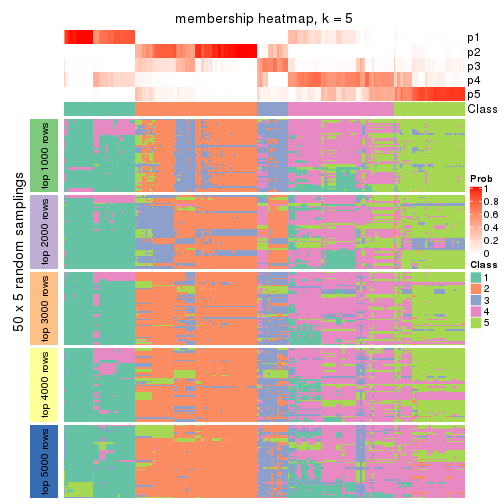 membership heatmap, k = 5
p1
p2
p3
p4
p5
Class
50 x 5 random samplings
top 1000 rows
top 2000 rows
top 3000 rows
top 4000 rows
top 5000 rows
Prob
1
0.8
0.6
0.4
0.2
0
Class
1
2
3
4
5